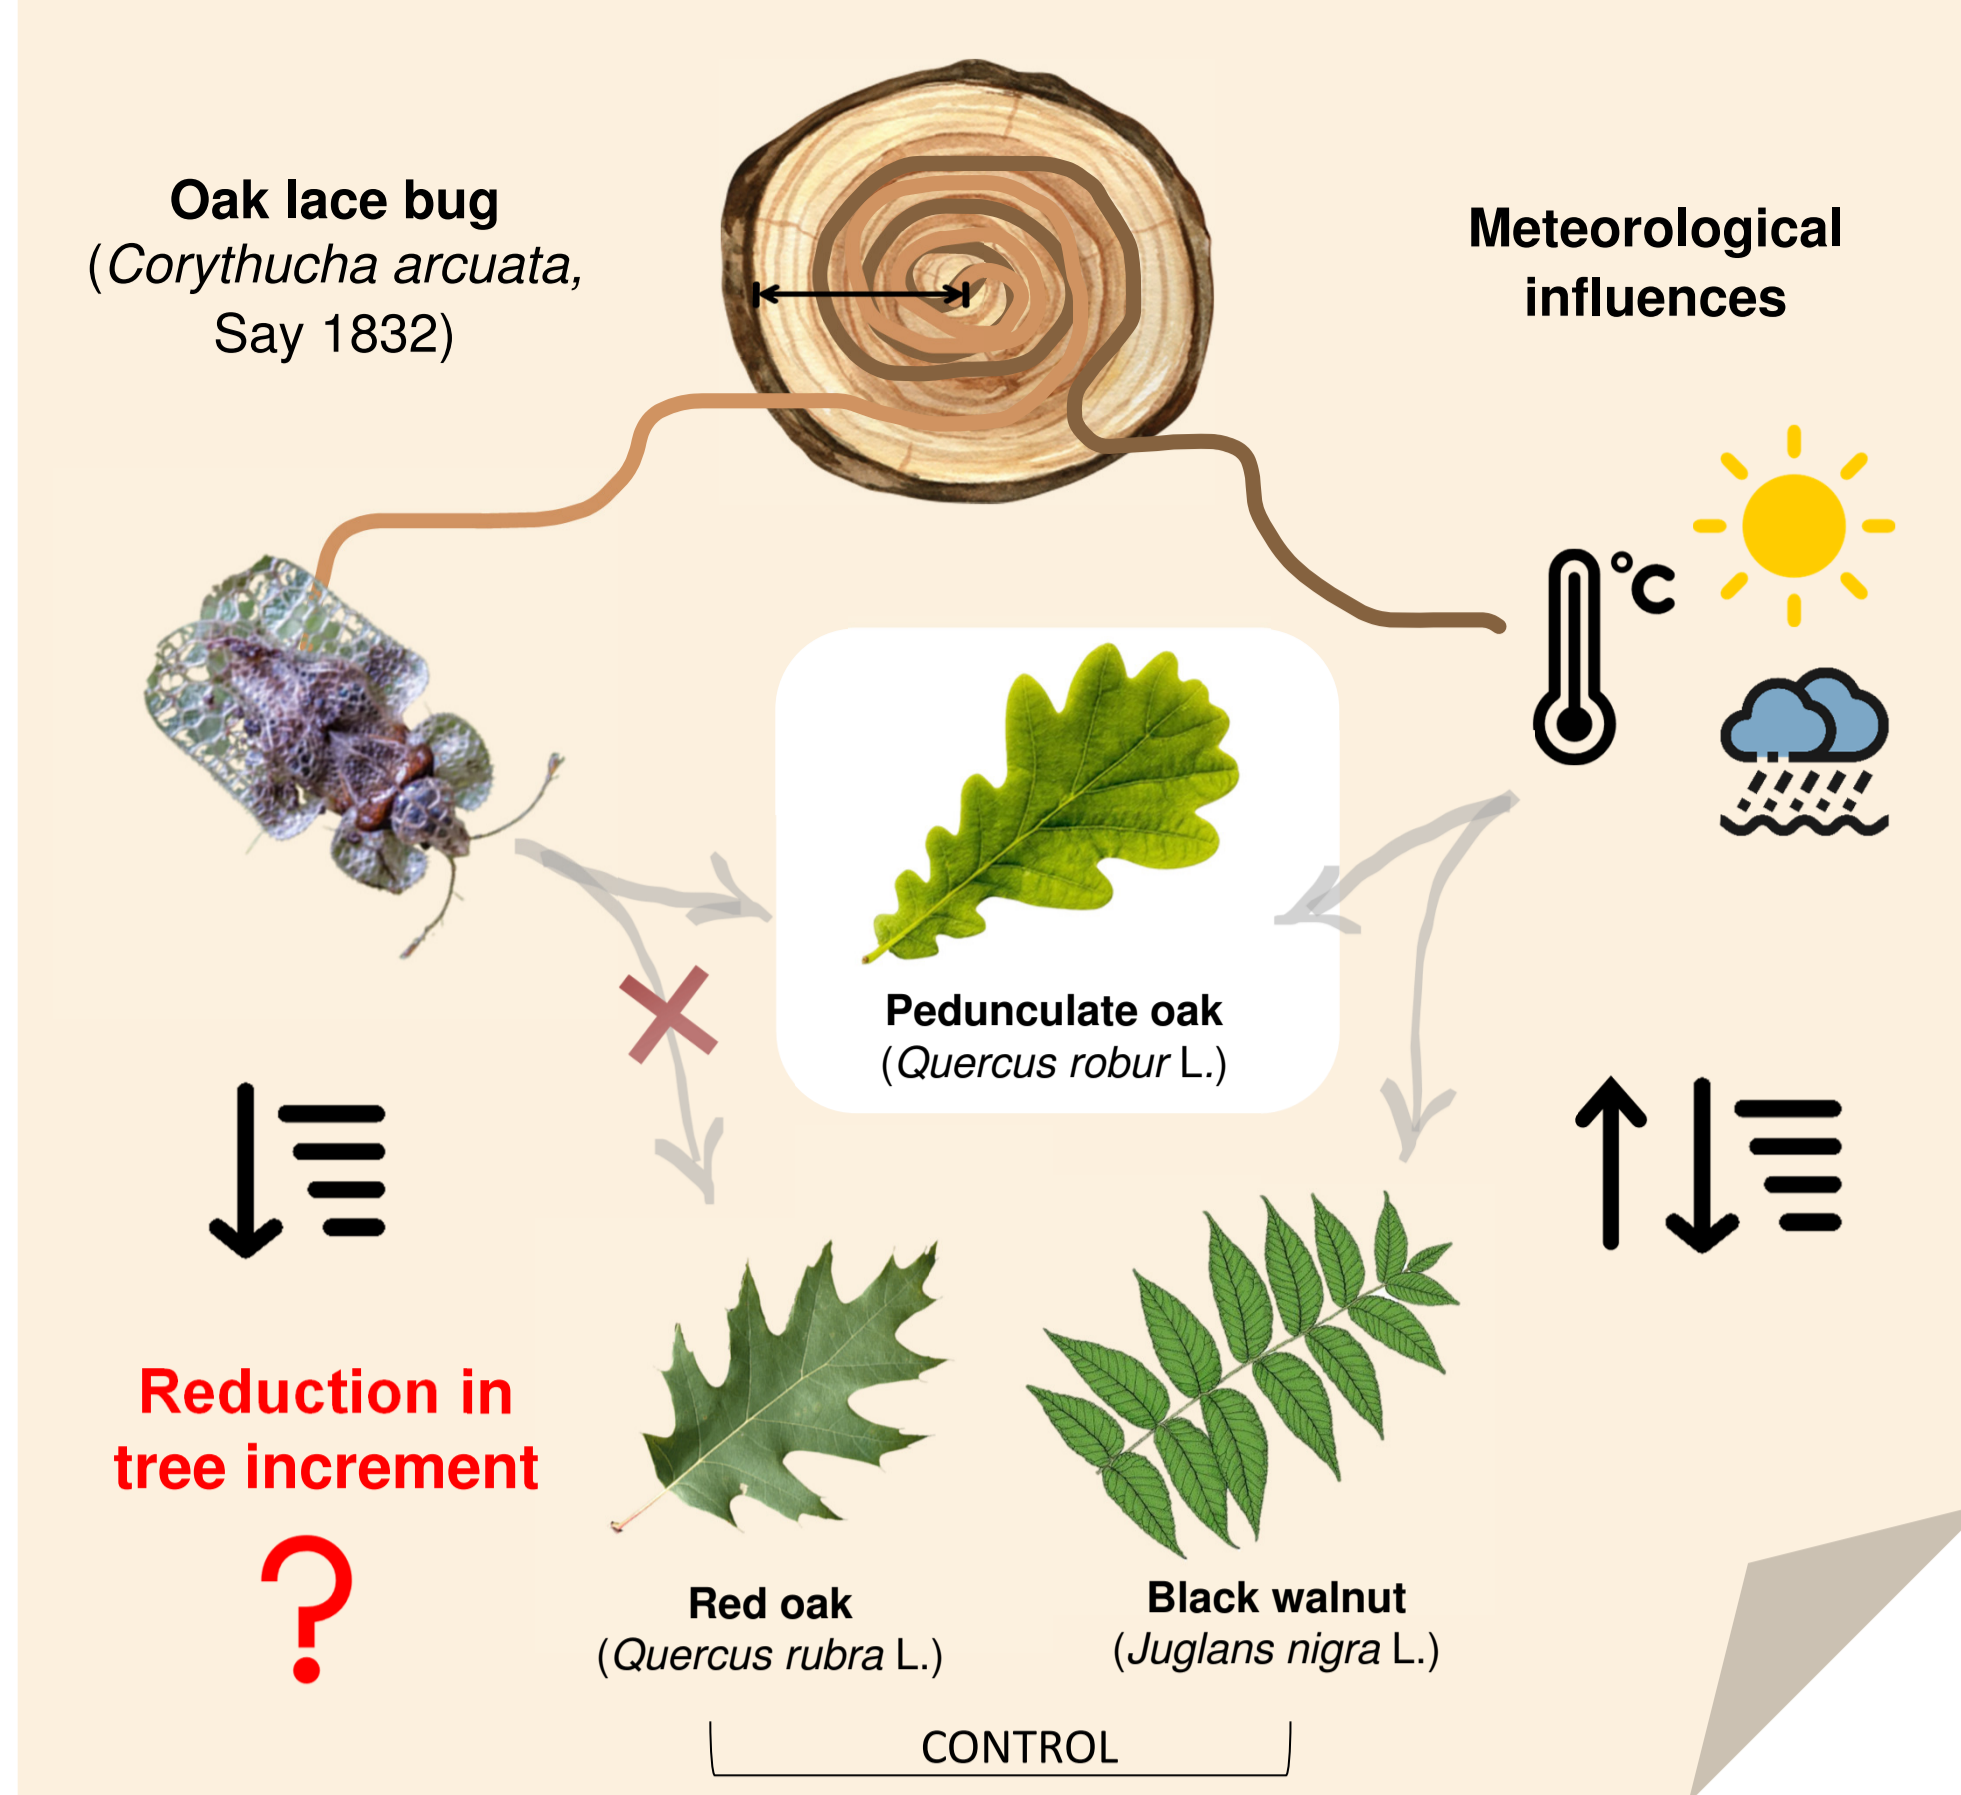 Oak lace bug
(Corythucha arcuata,
Say 1832)
Meteorological
influences
°C
Pedunculate oak
(Quercus robur L.)
Reduction in
tree increment
?
Red oak
(Quercus rubra L.)
Black walnut
(Juglans nigra L.)
CONTROL